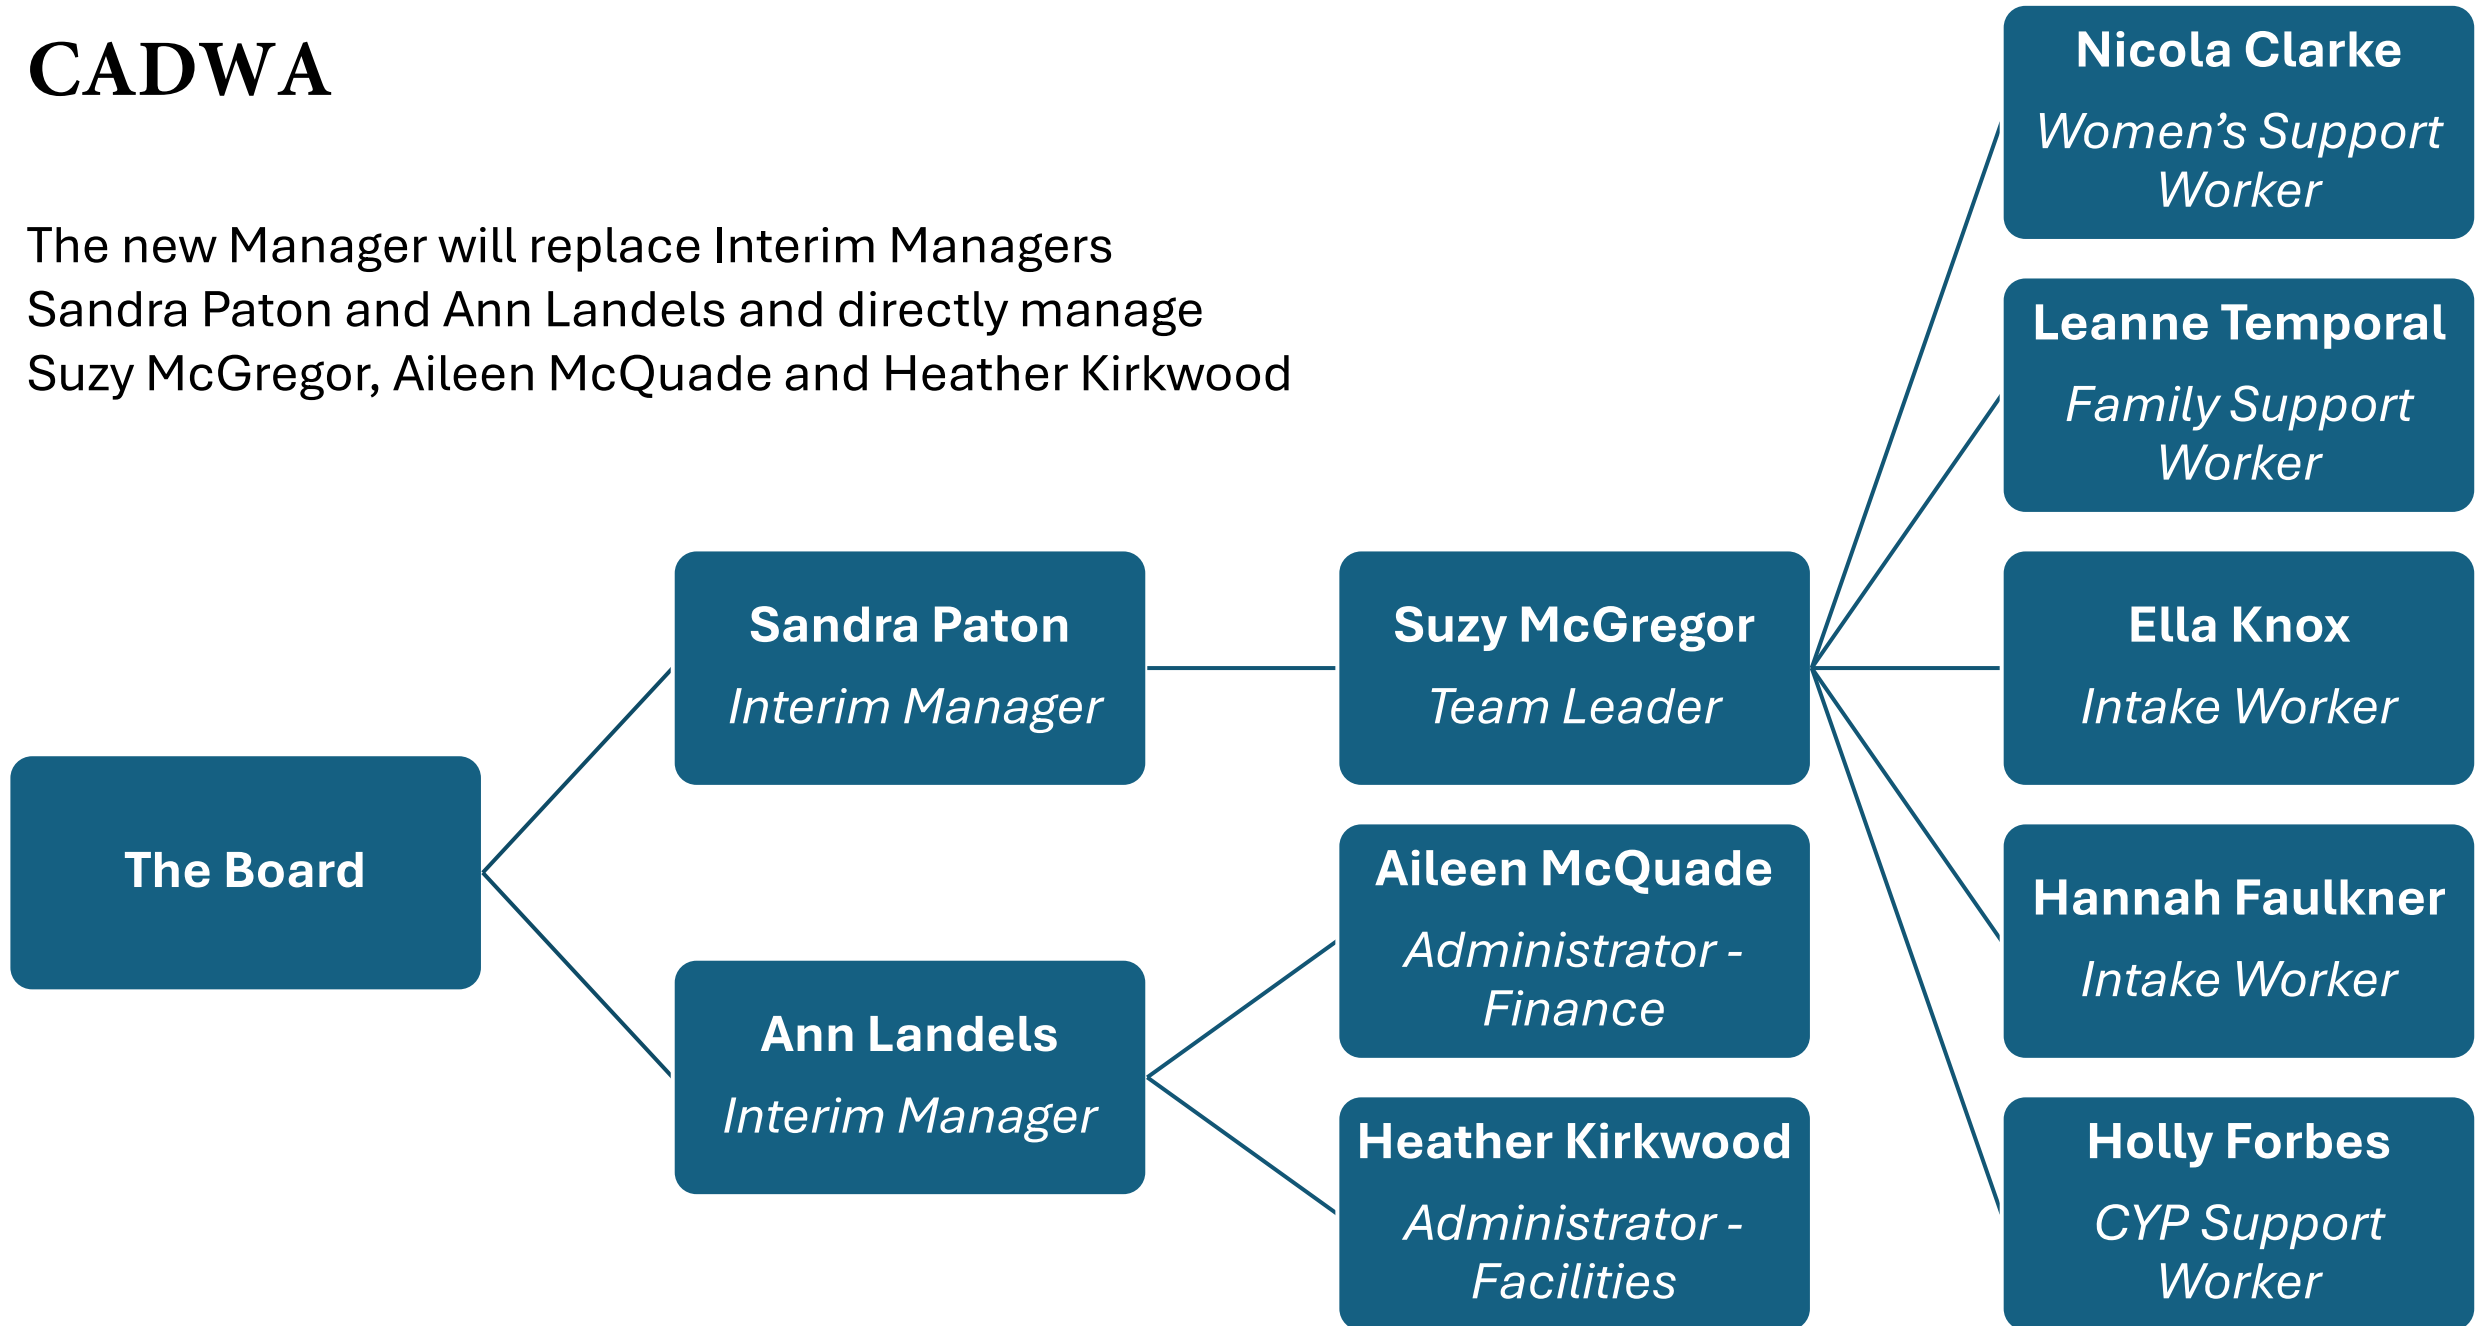 CADWA
The new Manager will replace Interim Managers
Sandra Paton and Ann Landels and directly manage
Suzy McGregor, Aileen McQuade and Heather Kirkwood
The Board
Sandra Paton
Interim Manager
Ann Landels
Interim Manager
Suzy McGregor
Team Leader
Aileen McQuade
Administrator -
Finance
Heather Kirkwood
Administrator -
Facilities
Nicola Clarke
Women’s Support
Worker
Leanne Temporal
Family Support
Worker
Ella Knox
Intake Worker
Hannah Faulkner
Intake Worker
Holly Forbes
CYP Support
Worker